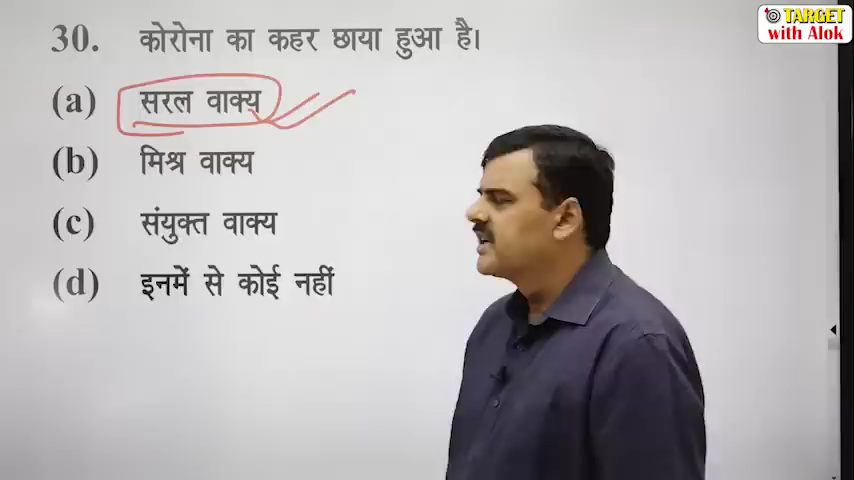 TARGET
with Alok
30. कोरोना का कहर छाया हुआ है।
(a) सरल वाक्य
(b) मिश्र वाक्य
(c) संयुक्त वाक्य
(d) इनमें से कोई नहीं